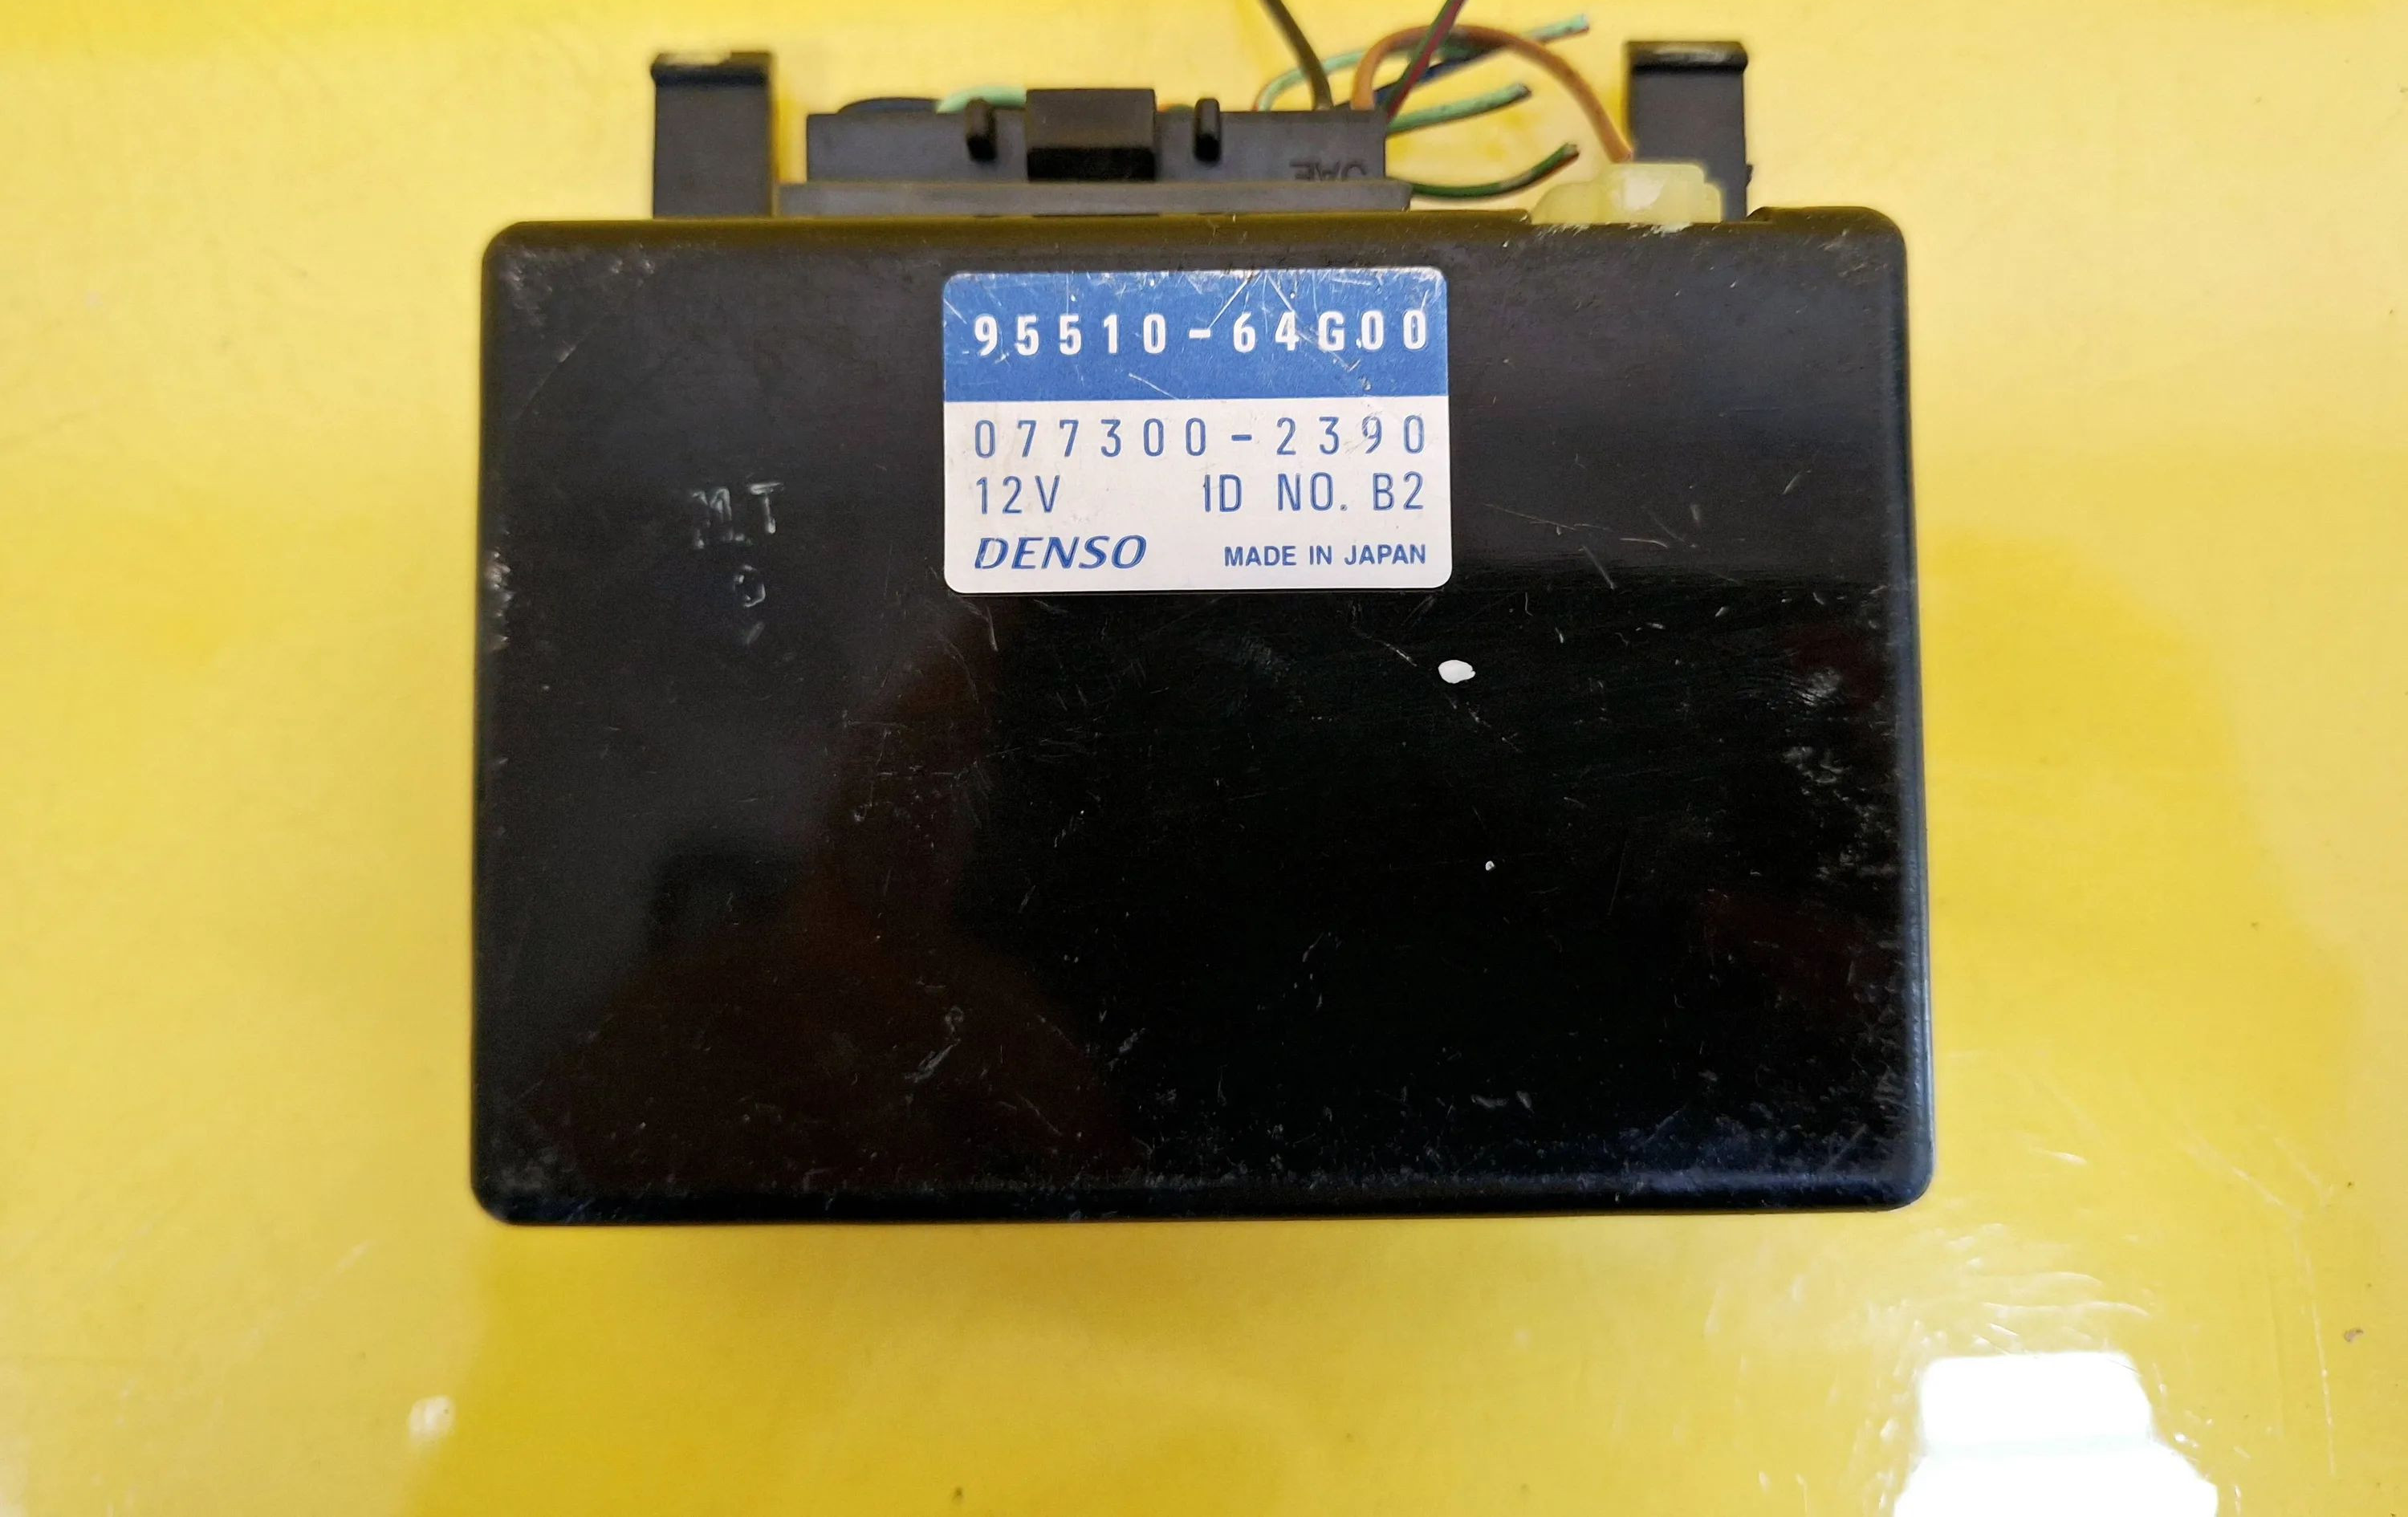 95510-64G00
077300-2390
12V ID NO. B2
DENSO MADE IN JAPAN